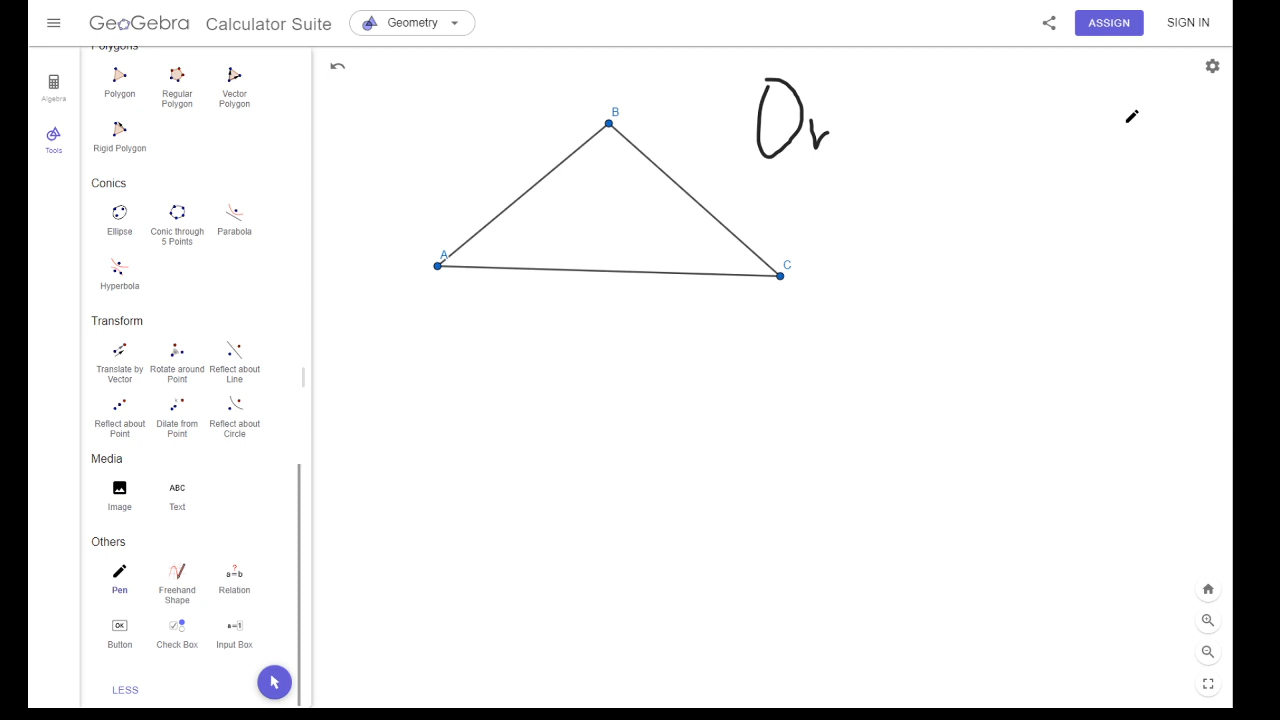 GeoGebra Calculator Suite Geometry ASSIGN SIGN IN
Algebra
Tools
Polygons
Polygon Regular Polygon Vector Polygon
Rigid Polygon
Conics
Ellipse Conic through 5 Points Parabola
Hyperbola
Transform
Translate by Vector Rotate around Point Reflect about Line
Reflect about Point Dilate from Point Reflect about Circle
Media
ABC
Image Text
Others
a=b
Pen Freehand Shape Relation
OK a=1
Button Check Box Input Box
LESS
B
A
C
Dr